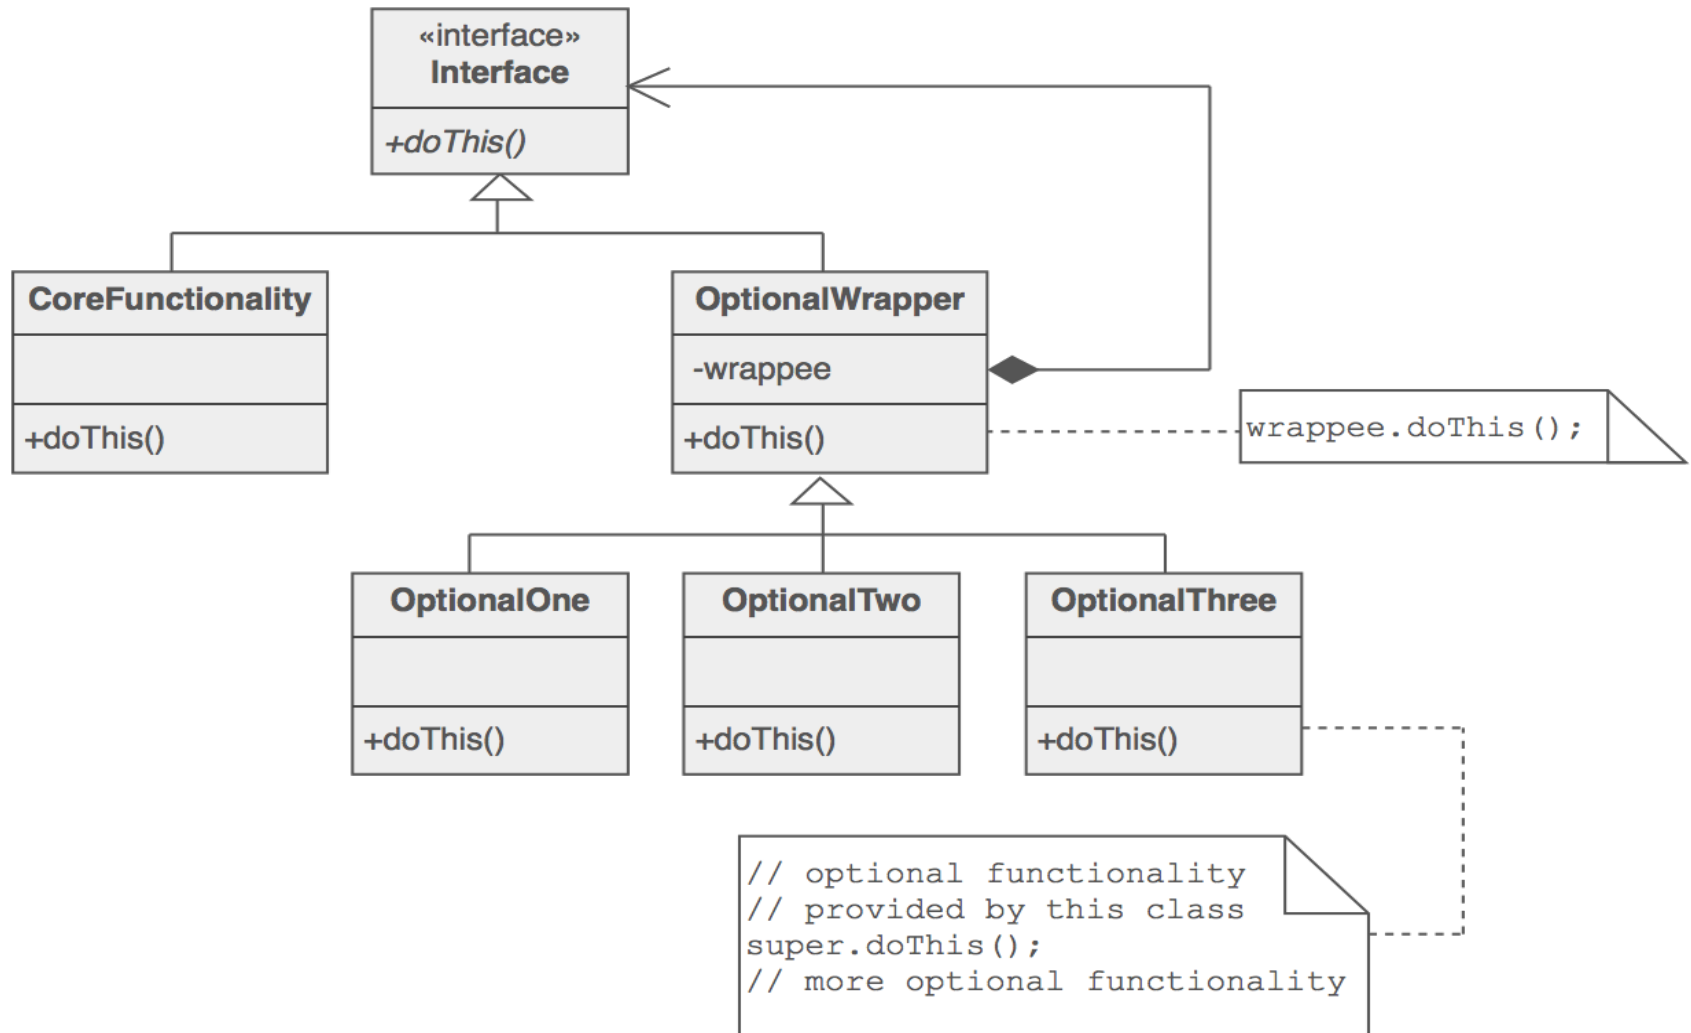 «interface»
Interface
+doThis()
CoreFunctionality
+doThis()
OptionalWrapper
-wrappee
+doThis()
wrappee.doThis();
OptionalOne
+doThis()
OptionalTwo
+doThis()
OptionalThree
+doThis()
// optional functionality
// provided by this class
super.doThis();
// more optional functionality